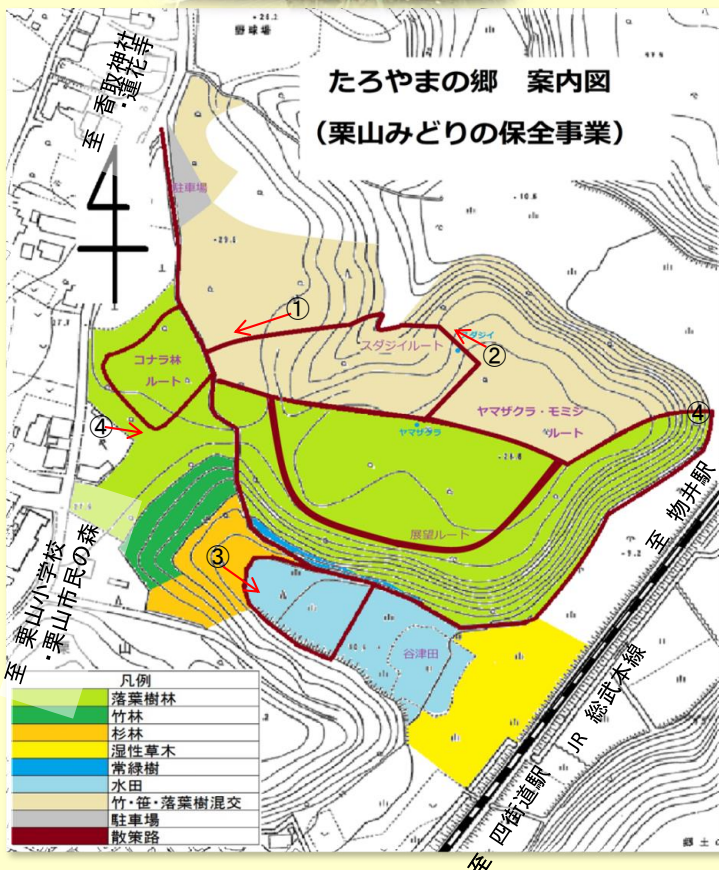 野球場
たろやまの郷 案内図
（栗山みどりの保全事業）
至 香取神社
・蓮花寺
駐車場
①
スダジイ
②
スダジイルート
コナラ林
ルート
ヤマザクラ・モミジ
ルート
④
④
ヤマザクラ
展望ルート
至 物井駅
③
谷津田
至 栗山小学校
・栗山市民の森
山
JR 総武本線
至 四街道駅
凡例
落葉樹林
竹林
杉林
湿性草木
常緑樹
水田
竹・笹・落葉樹混交
駐車場
散策路